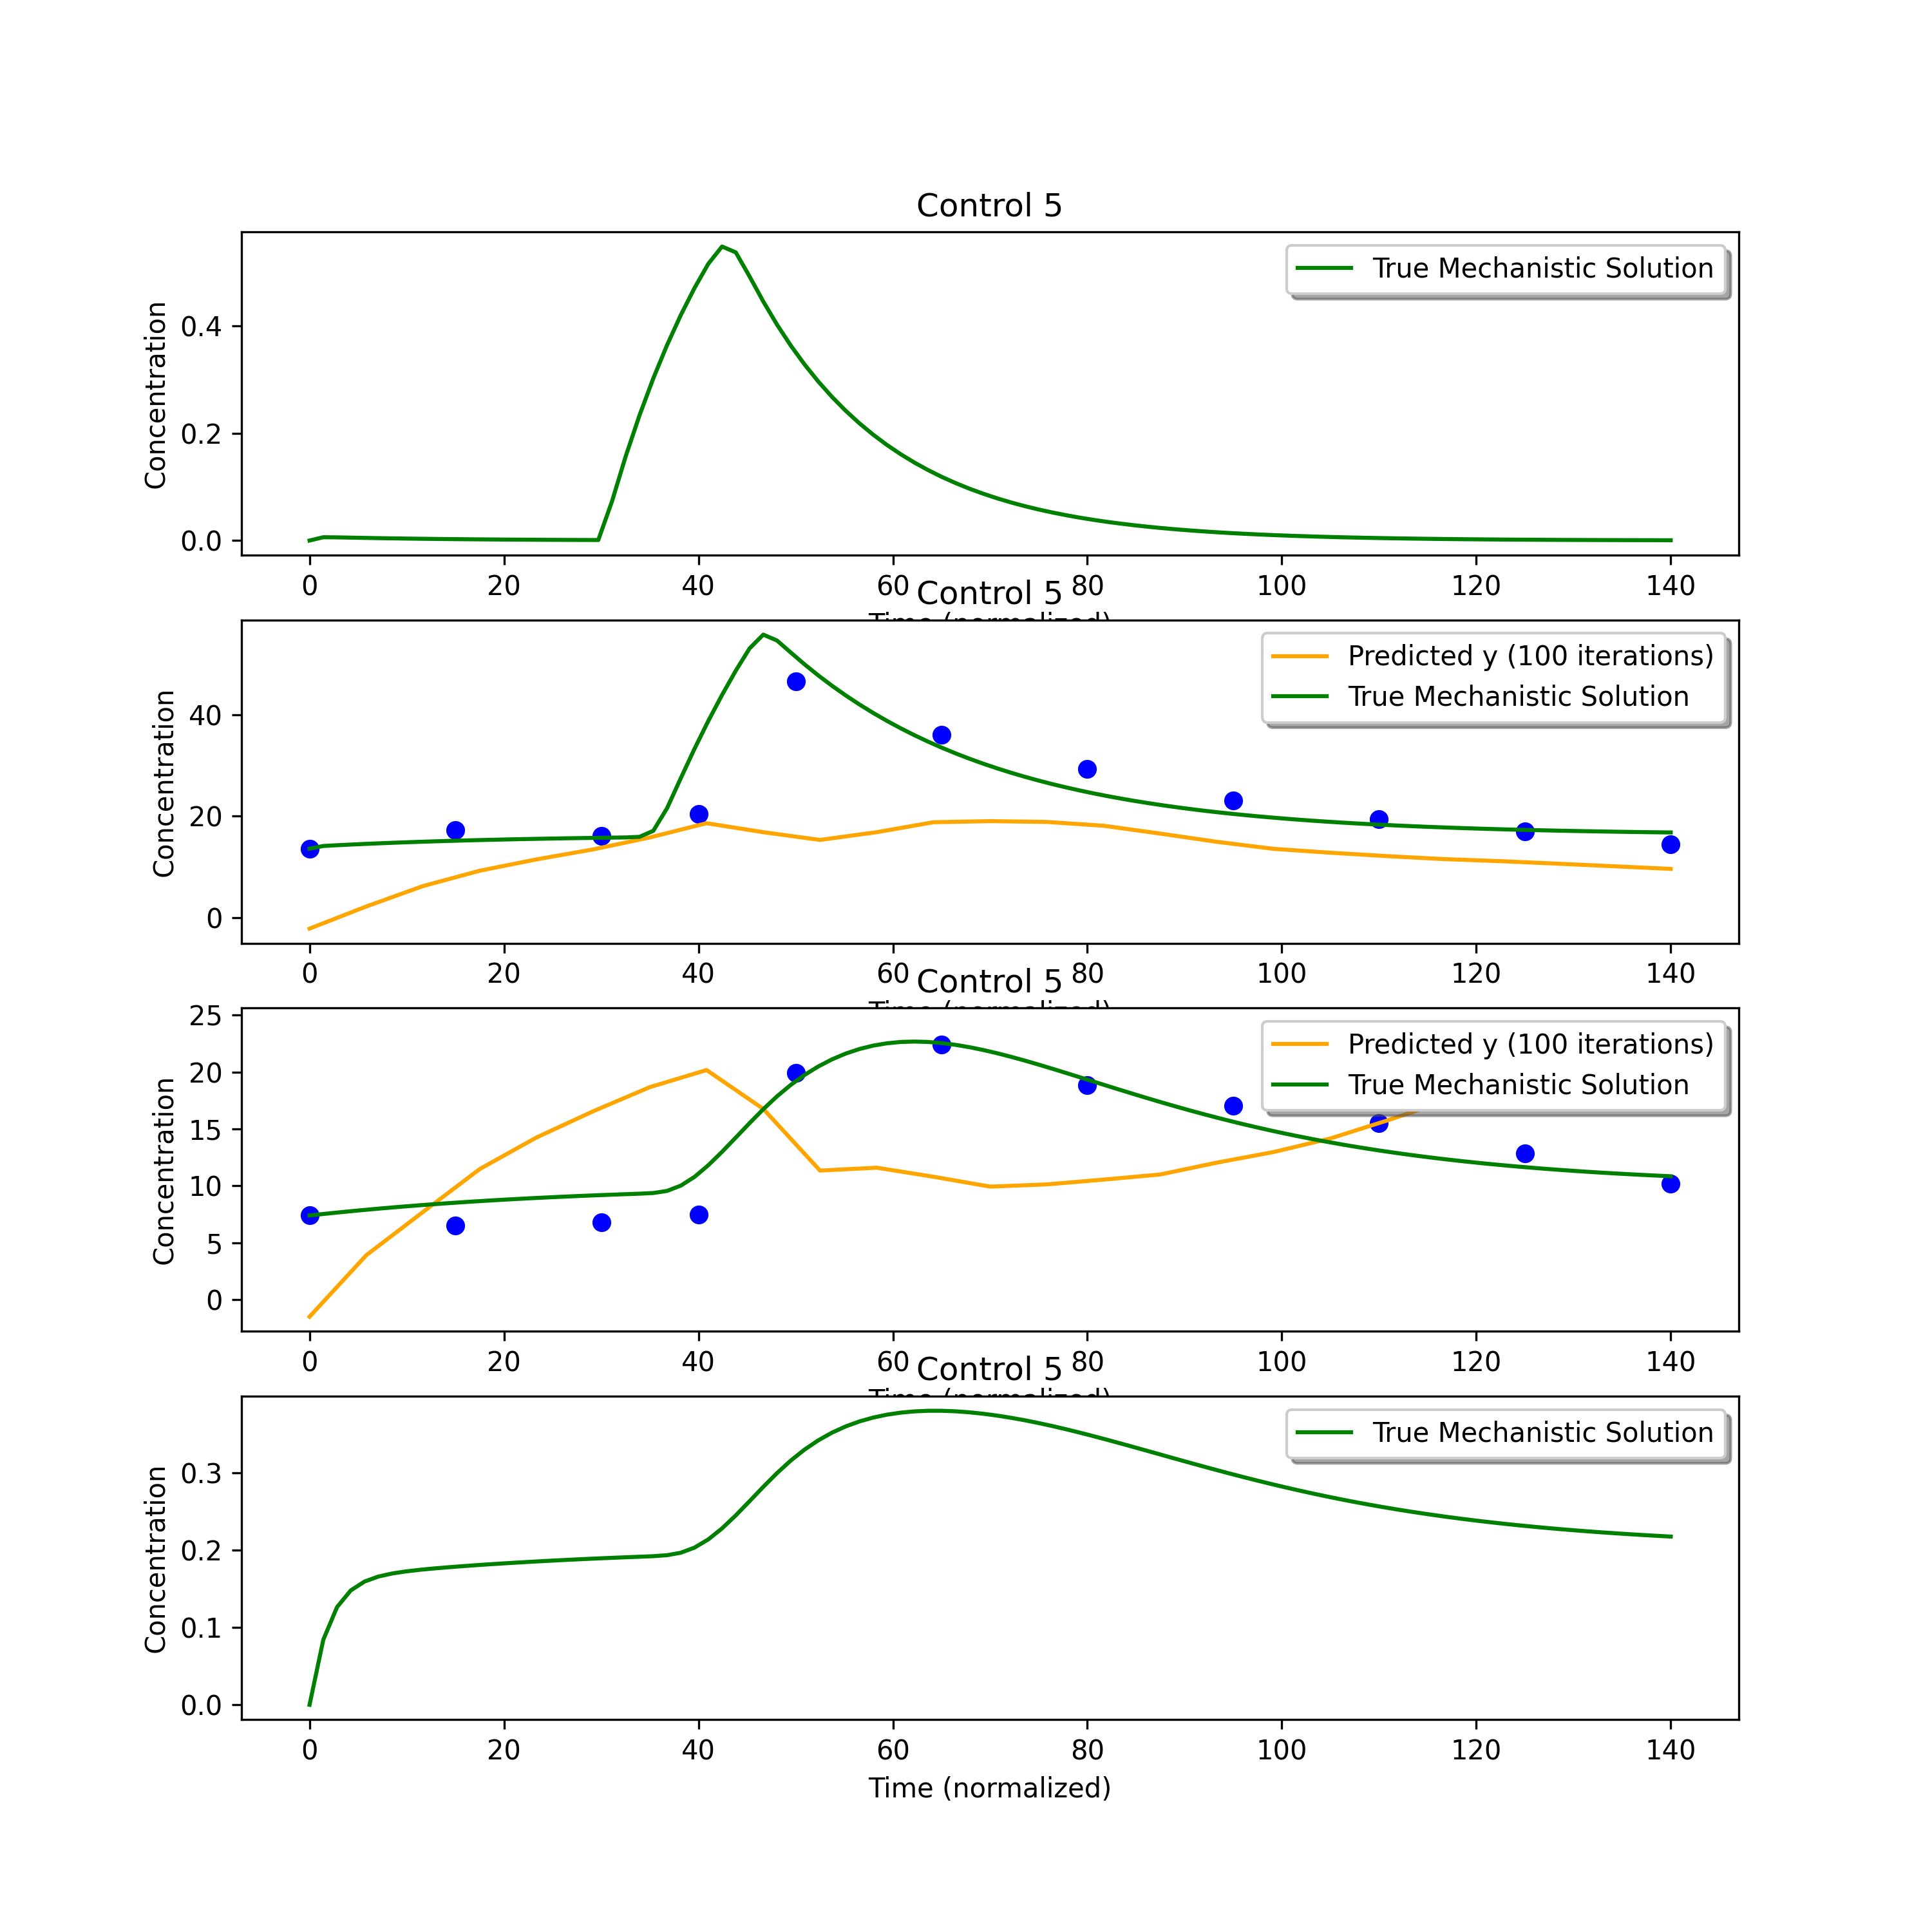 Control 5
True Mechanistic Solution
Concentration
0.4
0.2
0.0
0 20 40 60 80 100 120 140
Control 5
Predicted y (100 iterations)
True Mechanistic Solution
Concentration
40
20
0
0 20 40 60 80 100 120 140
Control 5
Predicted y (100 iterations)
True Mechanistic Solution
Concentration
25
20
15
10
5
0
0 20 40 60 80 100 120 140
Control 5
True Mechanistic Solution
Concentration
0.3
0.2
0.1
0.0
0 20 40 60 80 100 120 140
Time (normalized)